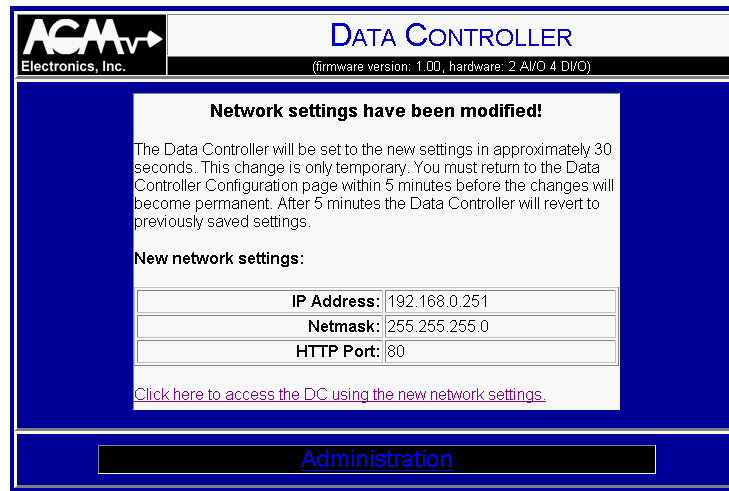 ACM
Electronics, Inc.
DATA CONTROLLER
(firmware version: 1.00, hardware: 2 AI/O 4 DI/O)
Network settings have been modified!
The Data Controller will be set to the new settings in approximately 30
seconds. This change is only temporary. You must return to the Data
Controller Configuration page within 5 minutes before the changes will
become permanent. After 5 minutes the Data Controller will revert to
previously saved settings.
New network settings:
IP Address: 192.168.0.251
Netmask: 255.255.255.0
HTTP Port: 80
Click here to access the DC using the new network settings.
Administration